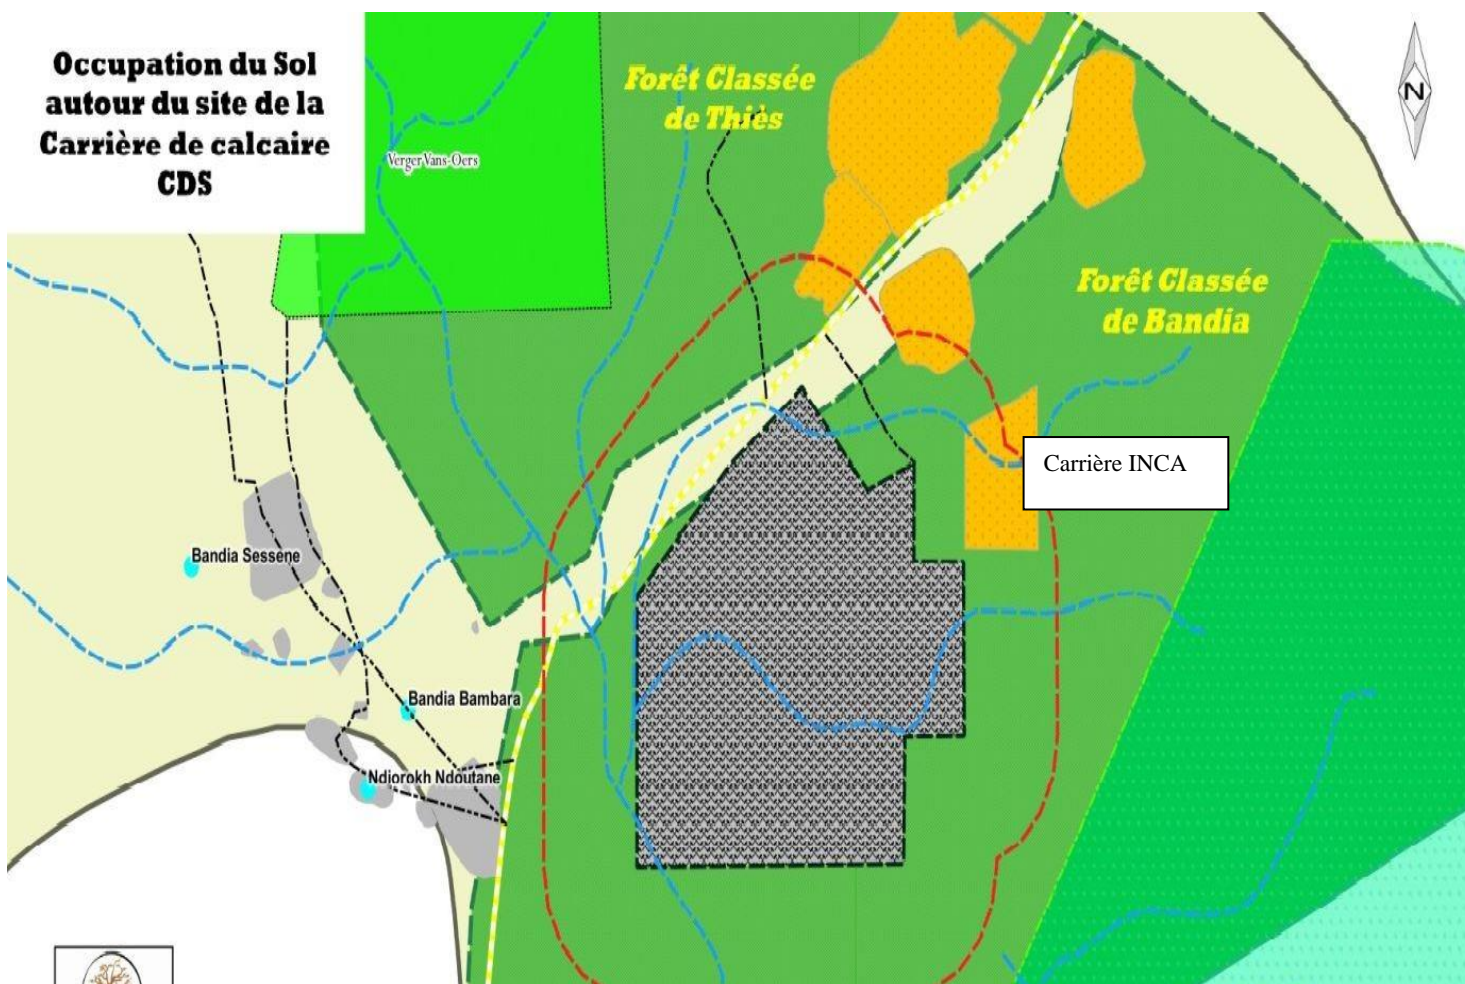 Occupation du Sol
autour du site de la
Carrière de calcaire
CDS
Forêt Classée
de Thiès
N
Verger Vans-Oers
Forêt Classée
de Bandia
Carrière INCA
Bandia Sessene
Bandia Bambara
Ndiorokh Ndoutane